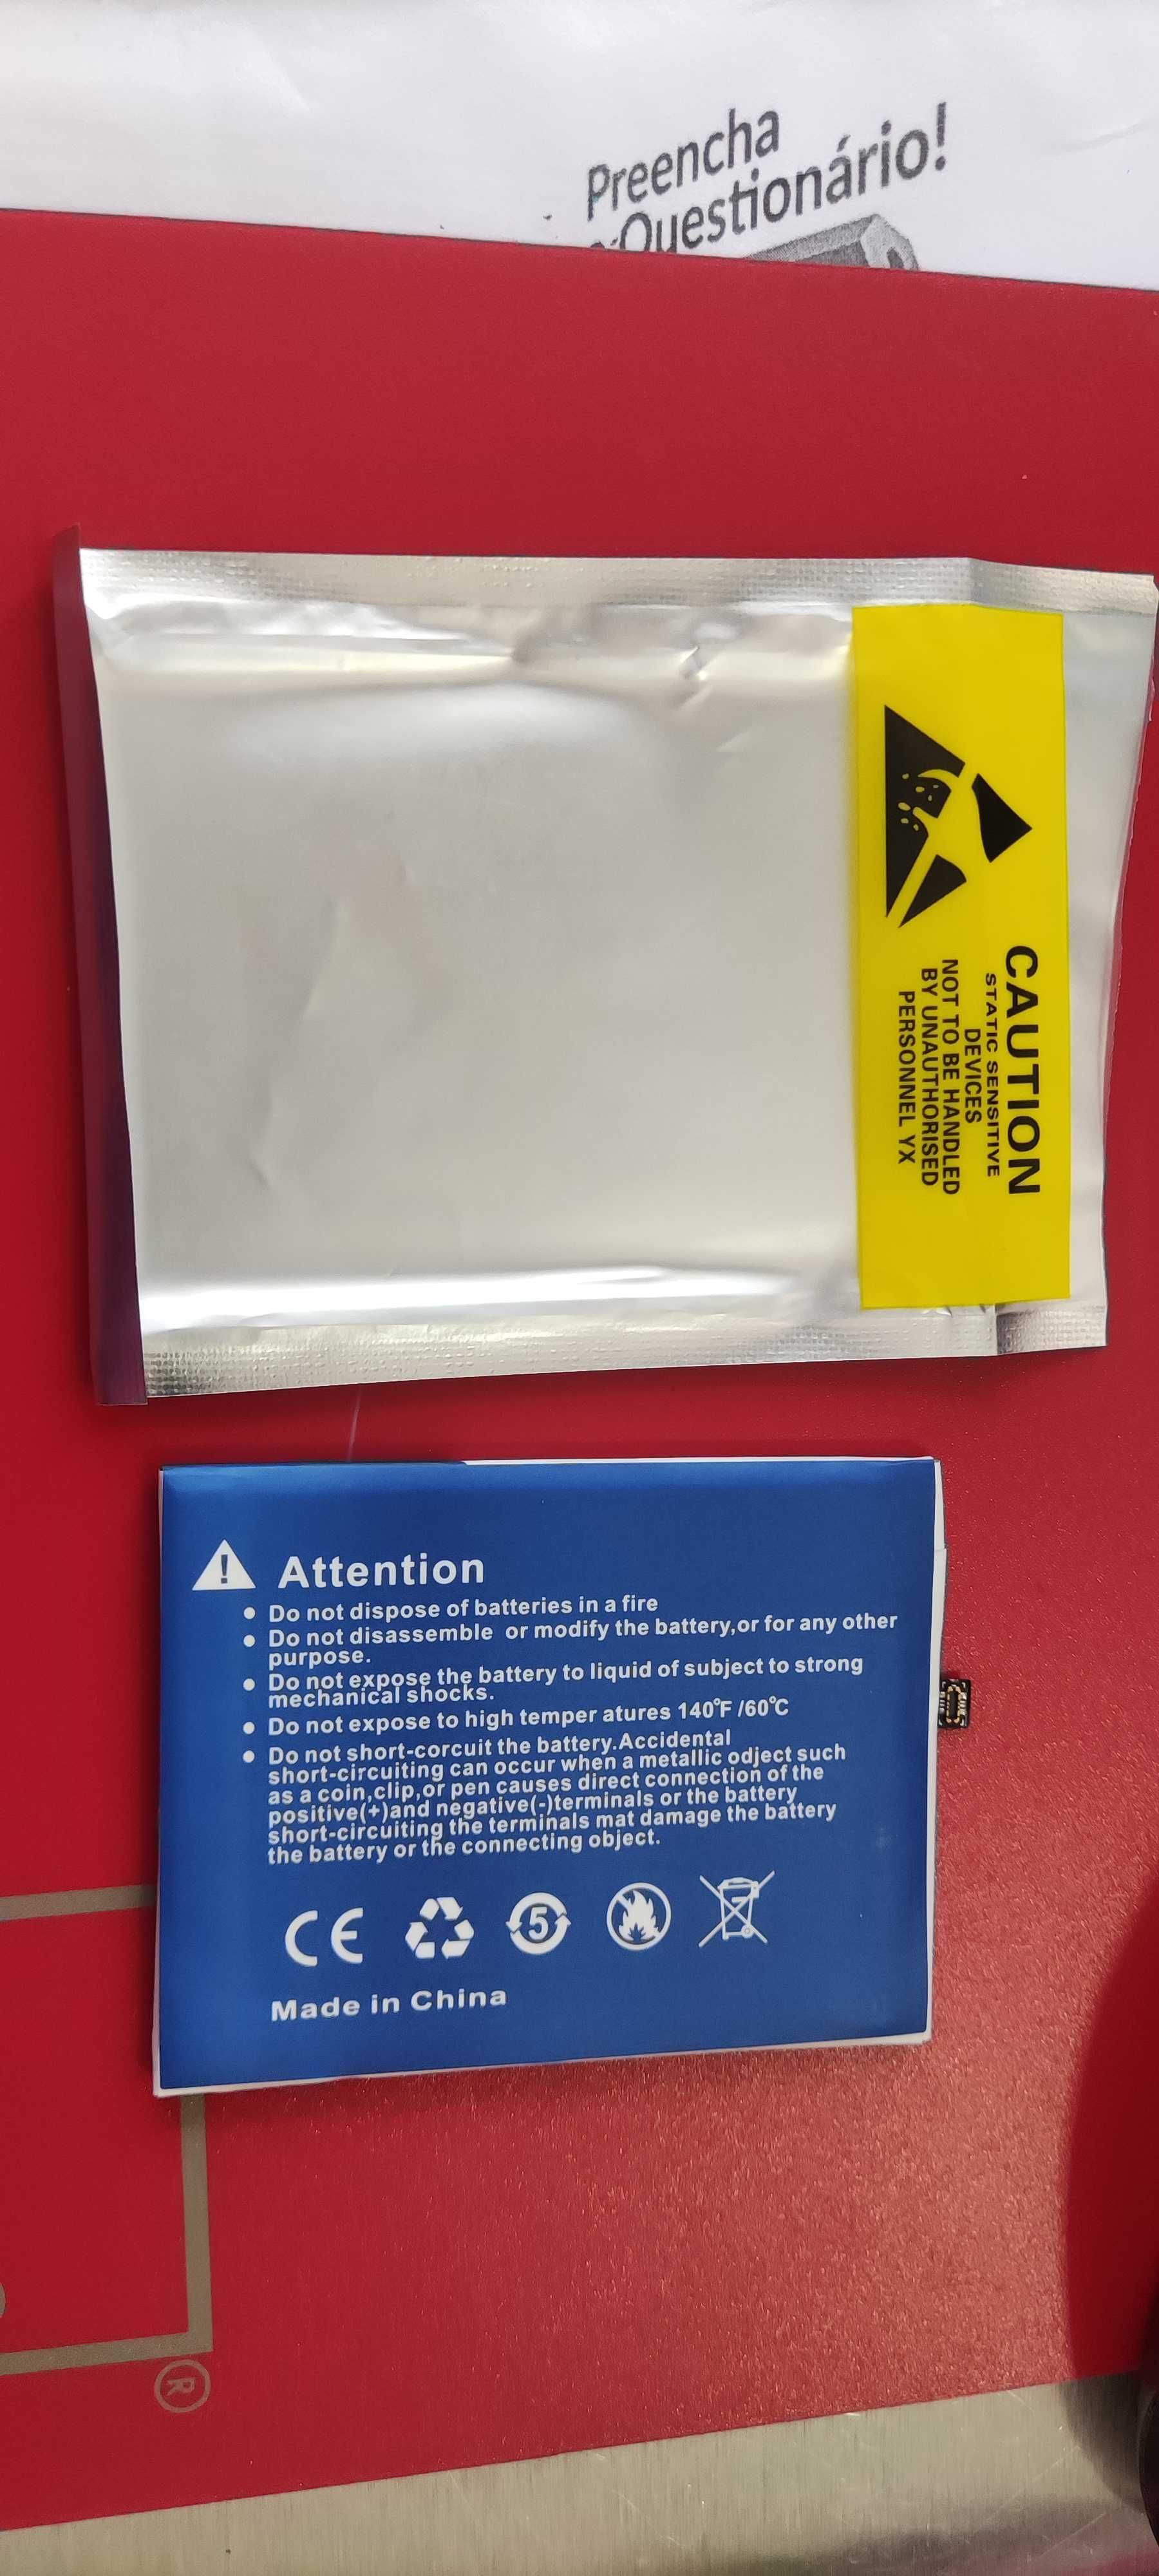 Preencha
Questionário!
CAUTION
STATIC SENSITIVE
DEVICES
NOT TO BE HANDLED
BY UNAUTHORISED
PERSONNEL YX
Attention
Do not dispose of batteries in a fire
Do not disassemble or modify the battery,or for any other
purpose.
Do not expose the battery to liquid of subject to strong
mechanical shocks.
Do not expose to high temper atures 140°F /60°C
Do not short-corcuit the battery.Accidental
short-circuiting can occur when a metallic odject such
as a coin,clip,or pen causes direct connection of the
positive(+)and negative(-)terminals or the battery
short-circuiting the terminals mat damage the battery
the battery or the connecting object.
CE
5
Made in China
®